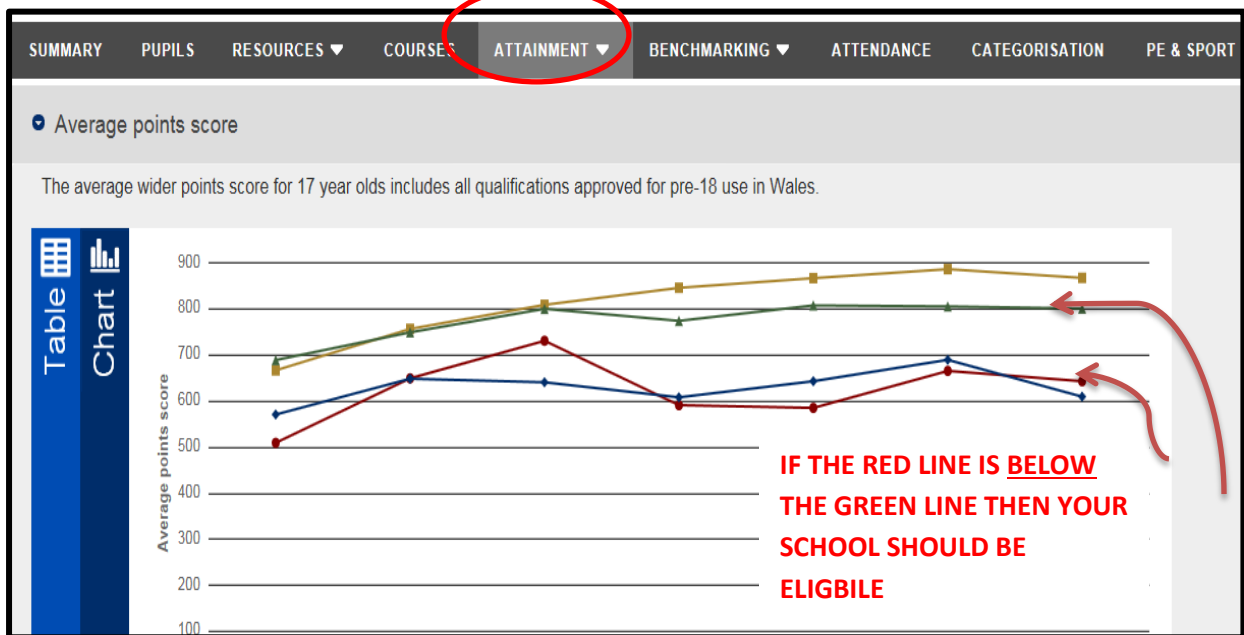 SUMMARY PUPILS RESOURCES ▼ COURSES ATTAINMENT ▼ BENCHMARKING ▼ ATTENDANCE CATEGORISATION PE & SPORT
Average points score
The average wider points score for 17 year olds includes all qualifications approved for pre-18 use in Wales.
Table
Chart
Average points score
900
800
700
600
500
400
300
200
100
IF THE RED LINE IS BELOW
THE GREEN LINE THEN YOUR
SCHOOL SHOULD BE
ELIGBILE